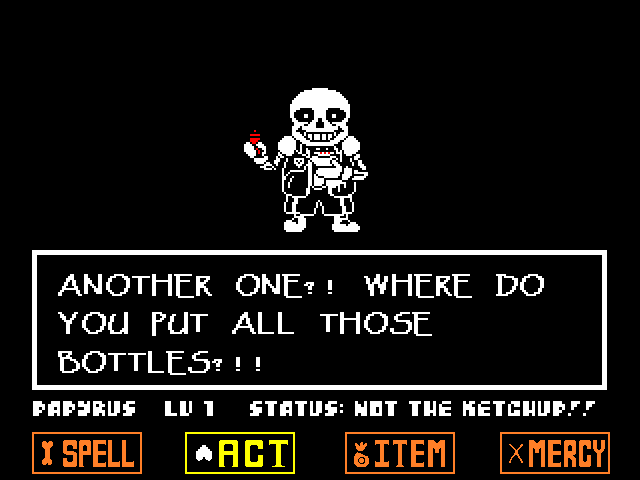 ANOTHER ONE?! WHERE DO
YOU PUT ALL THOSE
BOTTLES?!!
PAPYRUS LV 1 STATUS: NOT THE KETCHUP!!
SPELL ACT ITEM MERCY